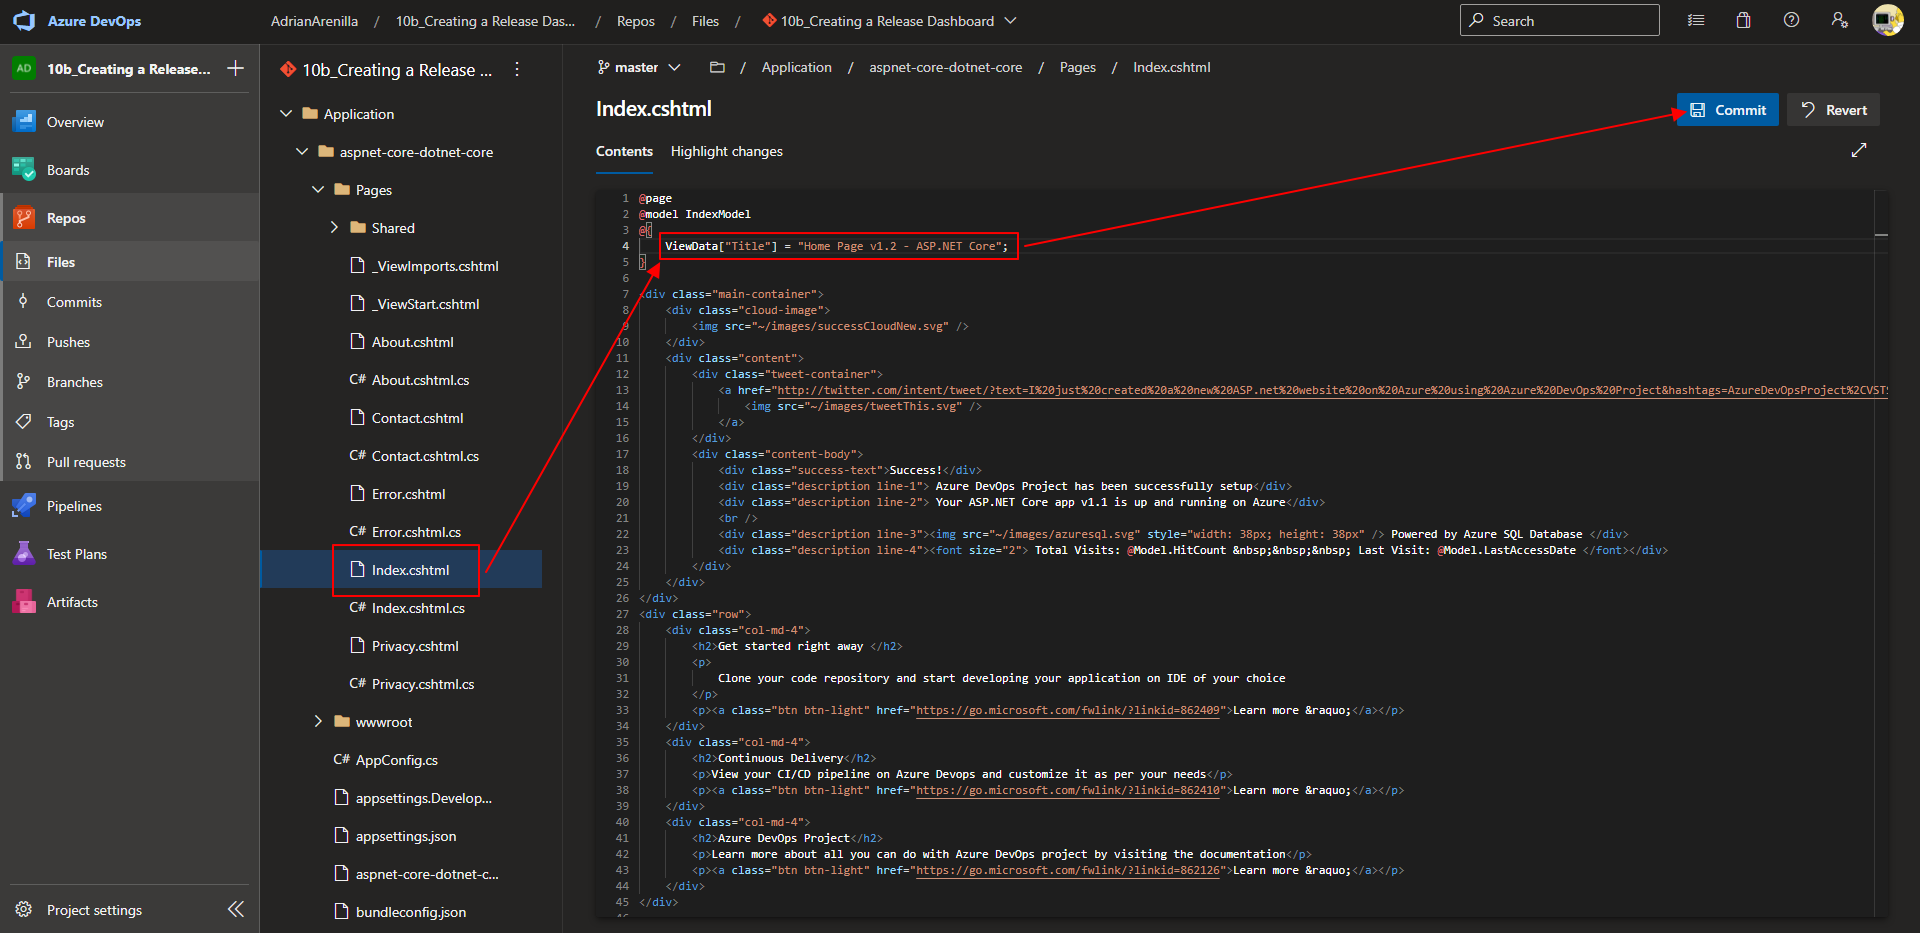 Azure DevOps
AdrianArenilla / 10b_Creating a Release Das... / Repos / Files / 10b_Creating a Release Dashboard
Search
AD 10b_Creating a Release... +
Overview
Boards
Repos
Files
Commits
Pushes
Branches
Tags
Pull requests
Pipelines
Test Plans
Artifacts
Project settings
10b_Creating a Release ...
Application
aspnet-core-dotnet-core
Pages
Shared
_ViewImports.cshtml
_ViewStart.cshtml
About.cshtml
C# About.cshtml.cs
Contact.cshtml
C# Contact.cshtml.cs
Error.cshtml
C# Error.cshtml.cs
Index.cshtml
C# Index.cshtml.cs
Privacy.cshtml
C# Privacy.cshtml.cs
wwwroot
C# AppConfig.cs
appsettings.Develop...
appsettings.json
aspnet-core-dotnet-c...
bundleconfig.json
master / Application / aspnet-core-dotnet-core / Pages / Index.cshtml
Index.cshtml
Commit
Revert
Contents Highlight changes
1 @page
2 @model IndexModel
3 @{
4 ViewData["Title"] = "Home Page v1.2 - ASP.NET Core";
5 }
6
7 <div class="main-container">
8 <div class="cloud-image">
9 <img src="~/images/successCloudNew.svg" />
10 </div>
11 <div class="content">
12 <div class="tweet-container">
13 <a href="http://twitter.com/intent/tweet/?text=I%20just%20created%20a%20new%20ASP.net%20website%20on%20Azure%20using%20Azure%20DevOps%20Project&hashtags=AzureDevOpsProject%2CVSTS
14 <img src="~/images/tweetThis.svg" />
15 </a>
16 </div>
17 <div class="content-body">
18 <div class="success-text">Success!</div>
19 <div class="description line-1"> Azure DevOps Project has been successfully setup</div>
20 <div class="description line-2"> Your ASP.NET Core app v1.1 is up and running on Azure</div>
21 <br />
22 <div class="description line-3"><img src="~/images/azuresql.svg" style="width: 38px; height: 38px" /> Powered by Azure SQL Database </div>
23 <div class="description line-4"><font size="2"> Total Visits: @Model.HitCount &nbsp;&nbsp;&nbsp; Last Visit: @Model.LastAccessDate </font></div>
24 </div>
25 </div>
26 </div>
27 <div class="row">
28 <div class="col-md-4">
29 <h2>Get started right away </h2>
30 <p>
31 Clone your code repository and start developing your application on IDE of your choice
32 </p>
33 <p><a class="btn btn-light" href="https://go.microsoft.com/fwlink/?linkid=862409">Learn more &raquo;</a></p>
34 </div>
35 <div class="col-md-4">
36 <h2>Continuous Delivery</h2>
37 <p>View your CI/CD pipeline on Azure Devops and customize it as per your needs</p>
38 <p><a class="btn btn-light" href="https://go.microsoft.com/fwlink/?linkid=862410">Learn more &raquo;</a></p>
39 </div>
40 <div class="col-md-4">
41 <h2>Azure DevOps Project</h2>
42 <p>Learn more about all you can do with Azure DevOps project by visiting the documentation</p>
43 <p><a class="btn btn-light" href="https://go.microsoft.com/fwlink/?linkid=862126">Learn more &raquo;</a></p>
44 </div>
45 </div>